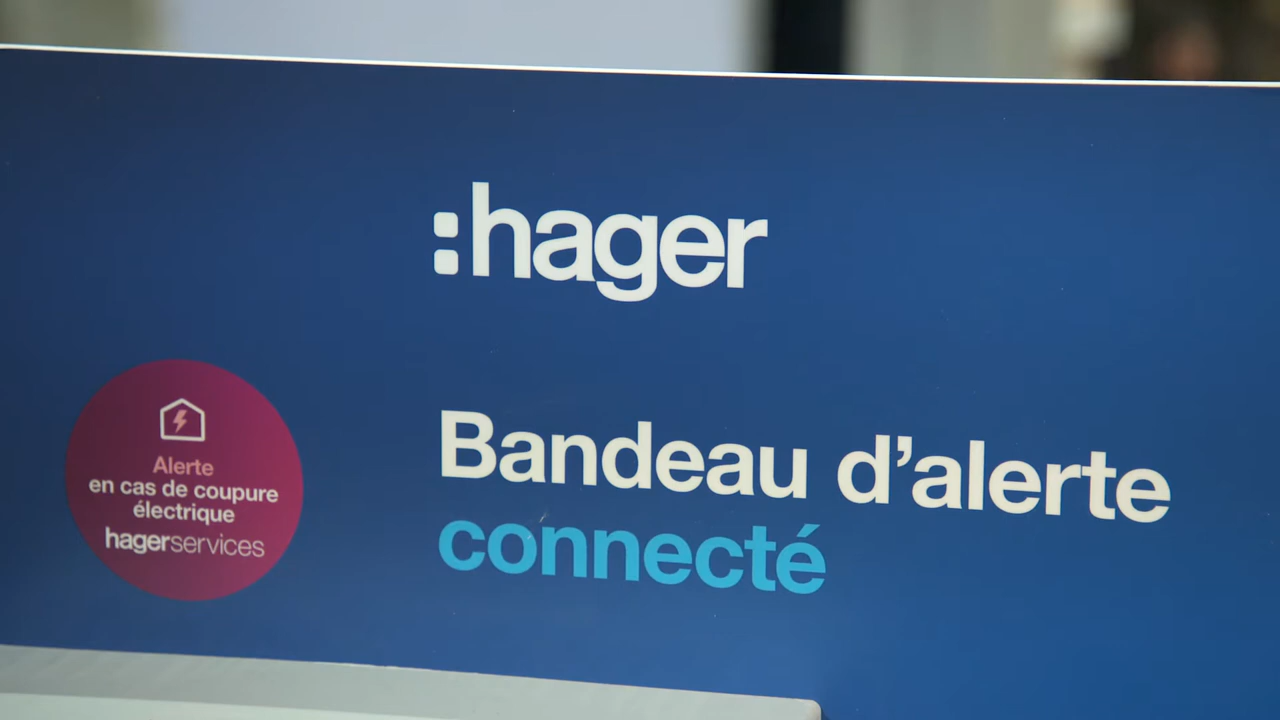 :hager
Bandeau d’alerte
connecté
Alerte
en cas de coupure
électrique
hagerservices